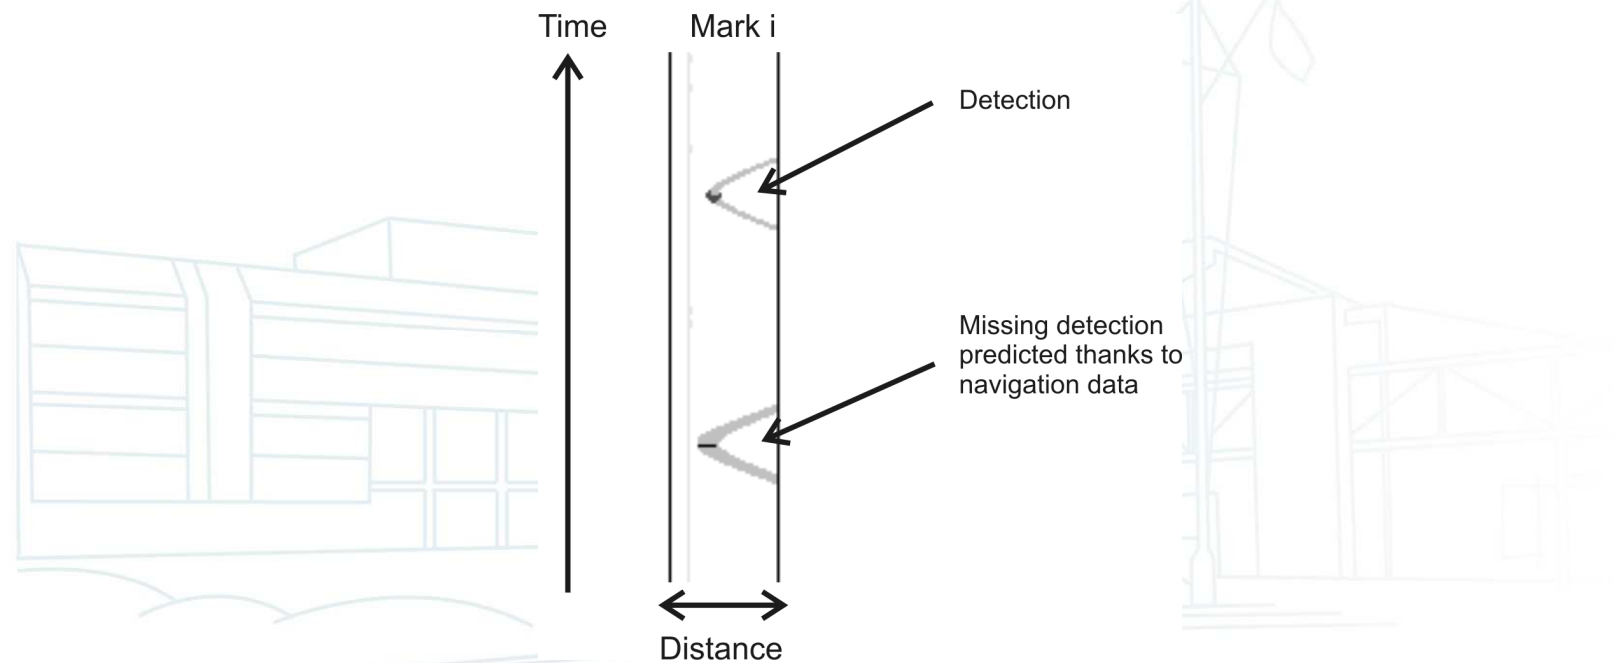 Time
Mark i
Detection
Missing detection
predicted thanks to
navigation data
Distance